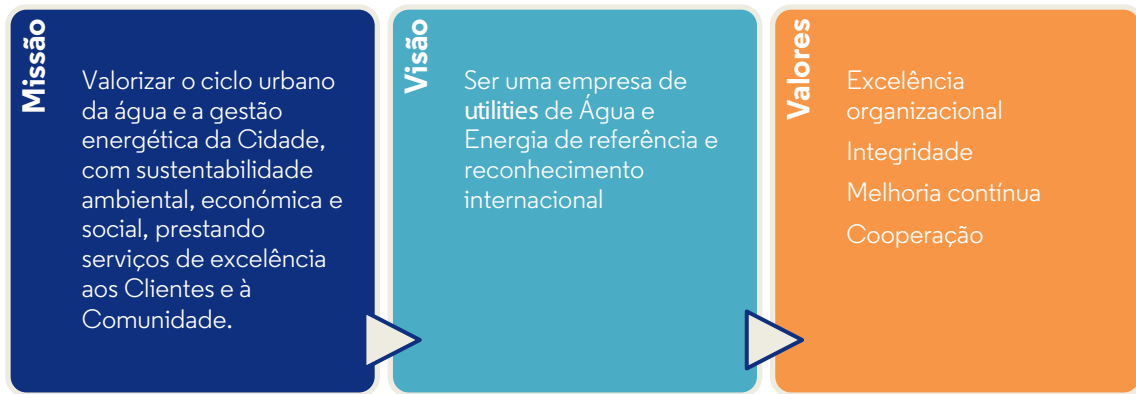 Missão
Valorizar o ciclo urbano
da água e a gestão
energética da Cidade,
com sustentabilidade
ambiental, económica e
social, prestando
serviços de excelência
aos Clientes e à
Comunidade.
Visão
Ser uma empresa de
utilities de Água e
Energia de referência e
reconhecimento
internacional
Valores
Excelência
organizacional
Integridade
Melhoria contínua
Cooperação